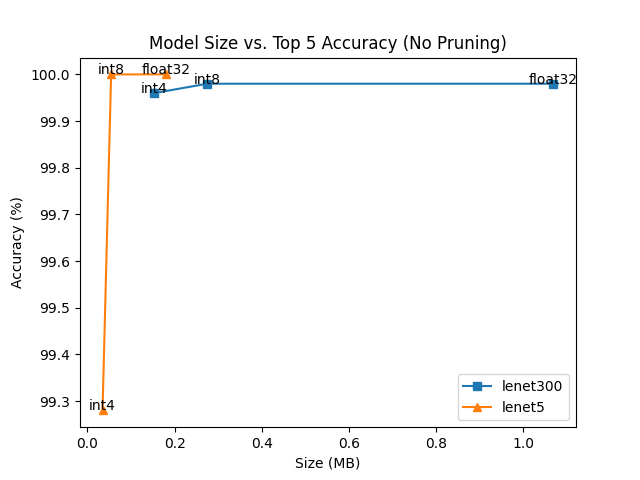 Model Size vs. Top 5 Accuracy (No Pruning)
Accuracy (%)
100.0
99.9
99.8
99.7
99.6
99.5
99.4
99.3
int8
float32
int4
int8
float32
int4
lenet300
lenet5
0.0
0.2
0.4
0.6
0.8
1.0
Size (MB)